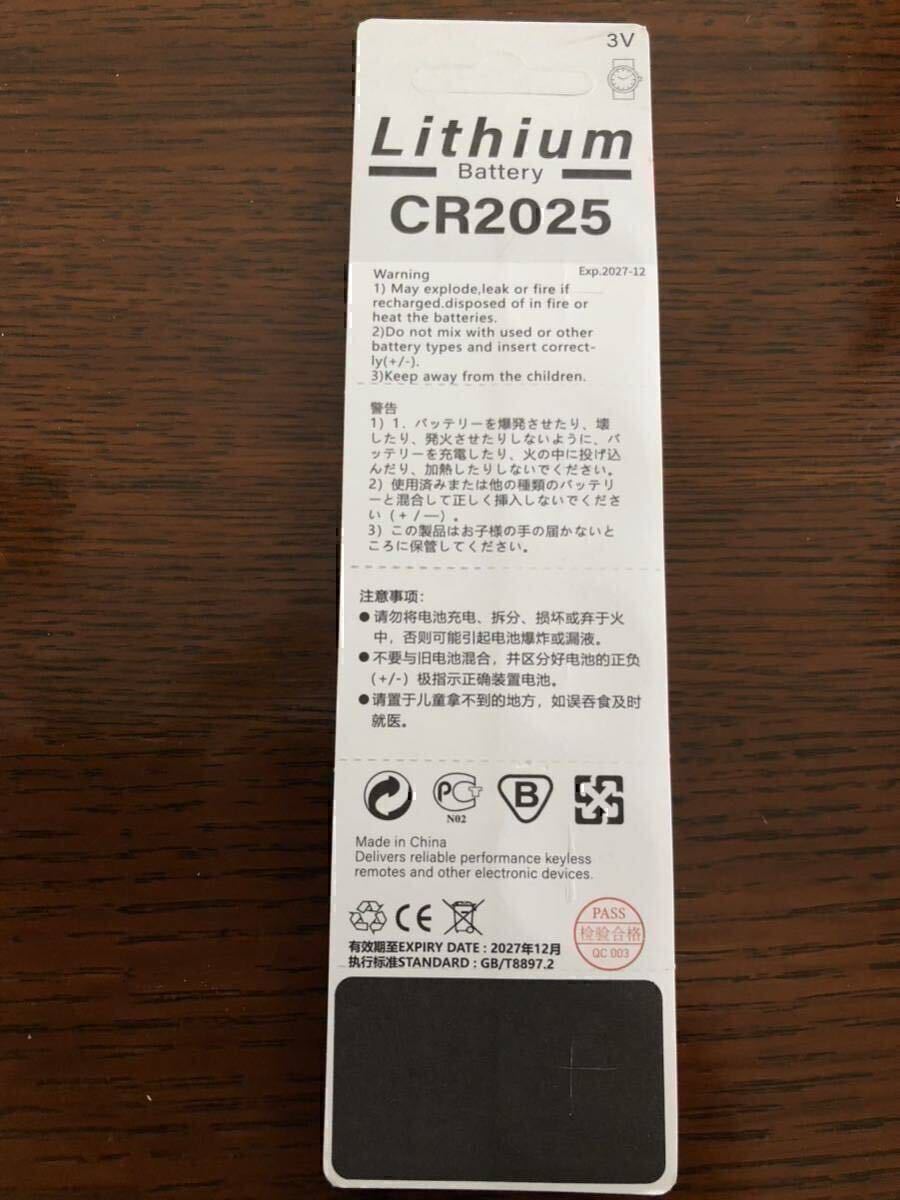 3V
Lithium
Battery
CR2025
Exp.2027-12
Warning
1) May explode,leak or fire if
recharged.disposed of in fire or
heat the batteries.
2)Do not mix with used or other
battery types and insert correct-
ly(+/-).
3)Keep away from the children.
警告
1) 1. バッテリーを爆発させたり、壊
したり、発火させたりしないように、バ
ッテリーを充電したり、火の中に投げ込
んだり、加熱したりしないでください。
2) 使用済みまたは他の種類のバッテリ
ーと混合して正しく挿入しないでくださ
い (+ /—) 。
3) この製品はお子様の手の届かないと
ころに保管してください。
注意事项:
●请勿将电池充电、拆分、损坏或弃于火
中，否则可能引起电池爆炸或漏液。
●不要与旧电池混合，并区分好电池的正负
(+/-) 极指示正确装置电池。
●请置于儿童拿不到的地方，如误吞食及时
就医。
PCT
N02
B
Made in China
Delivers reliable performance keyless
remotes and other electronic devices.
CE
有效期至EXPIRY DATE : 2027年12月
执行标准STANDARD : GB/T8897.2
PASS
检验合格
QC 003